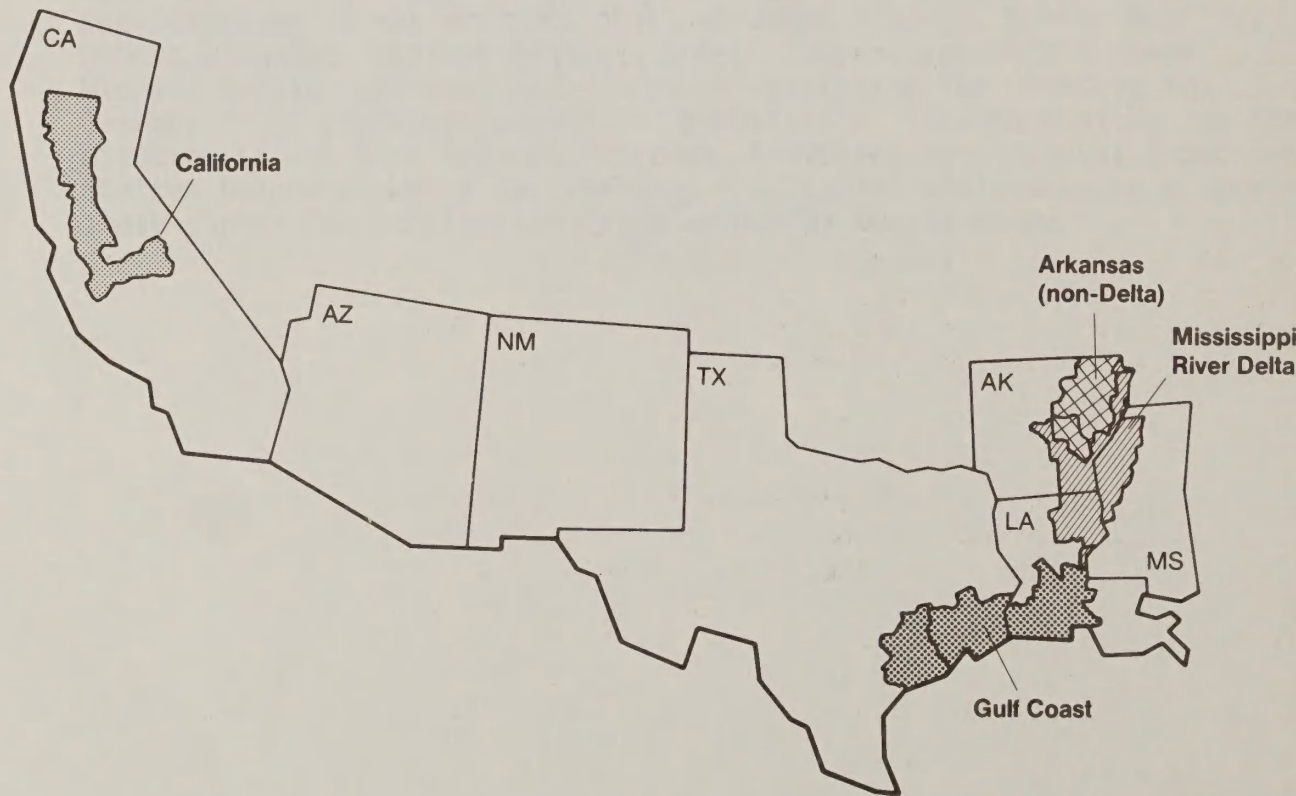 CA
California
AZ
NM
TX
Arkansas
(non-Delta)
Mississippi
River Delta
AK
LA
MS
Gulf Coast